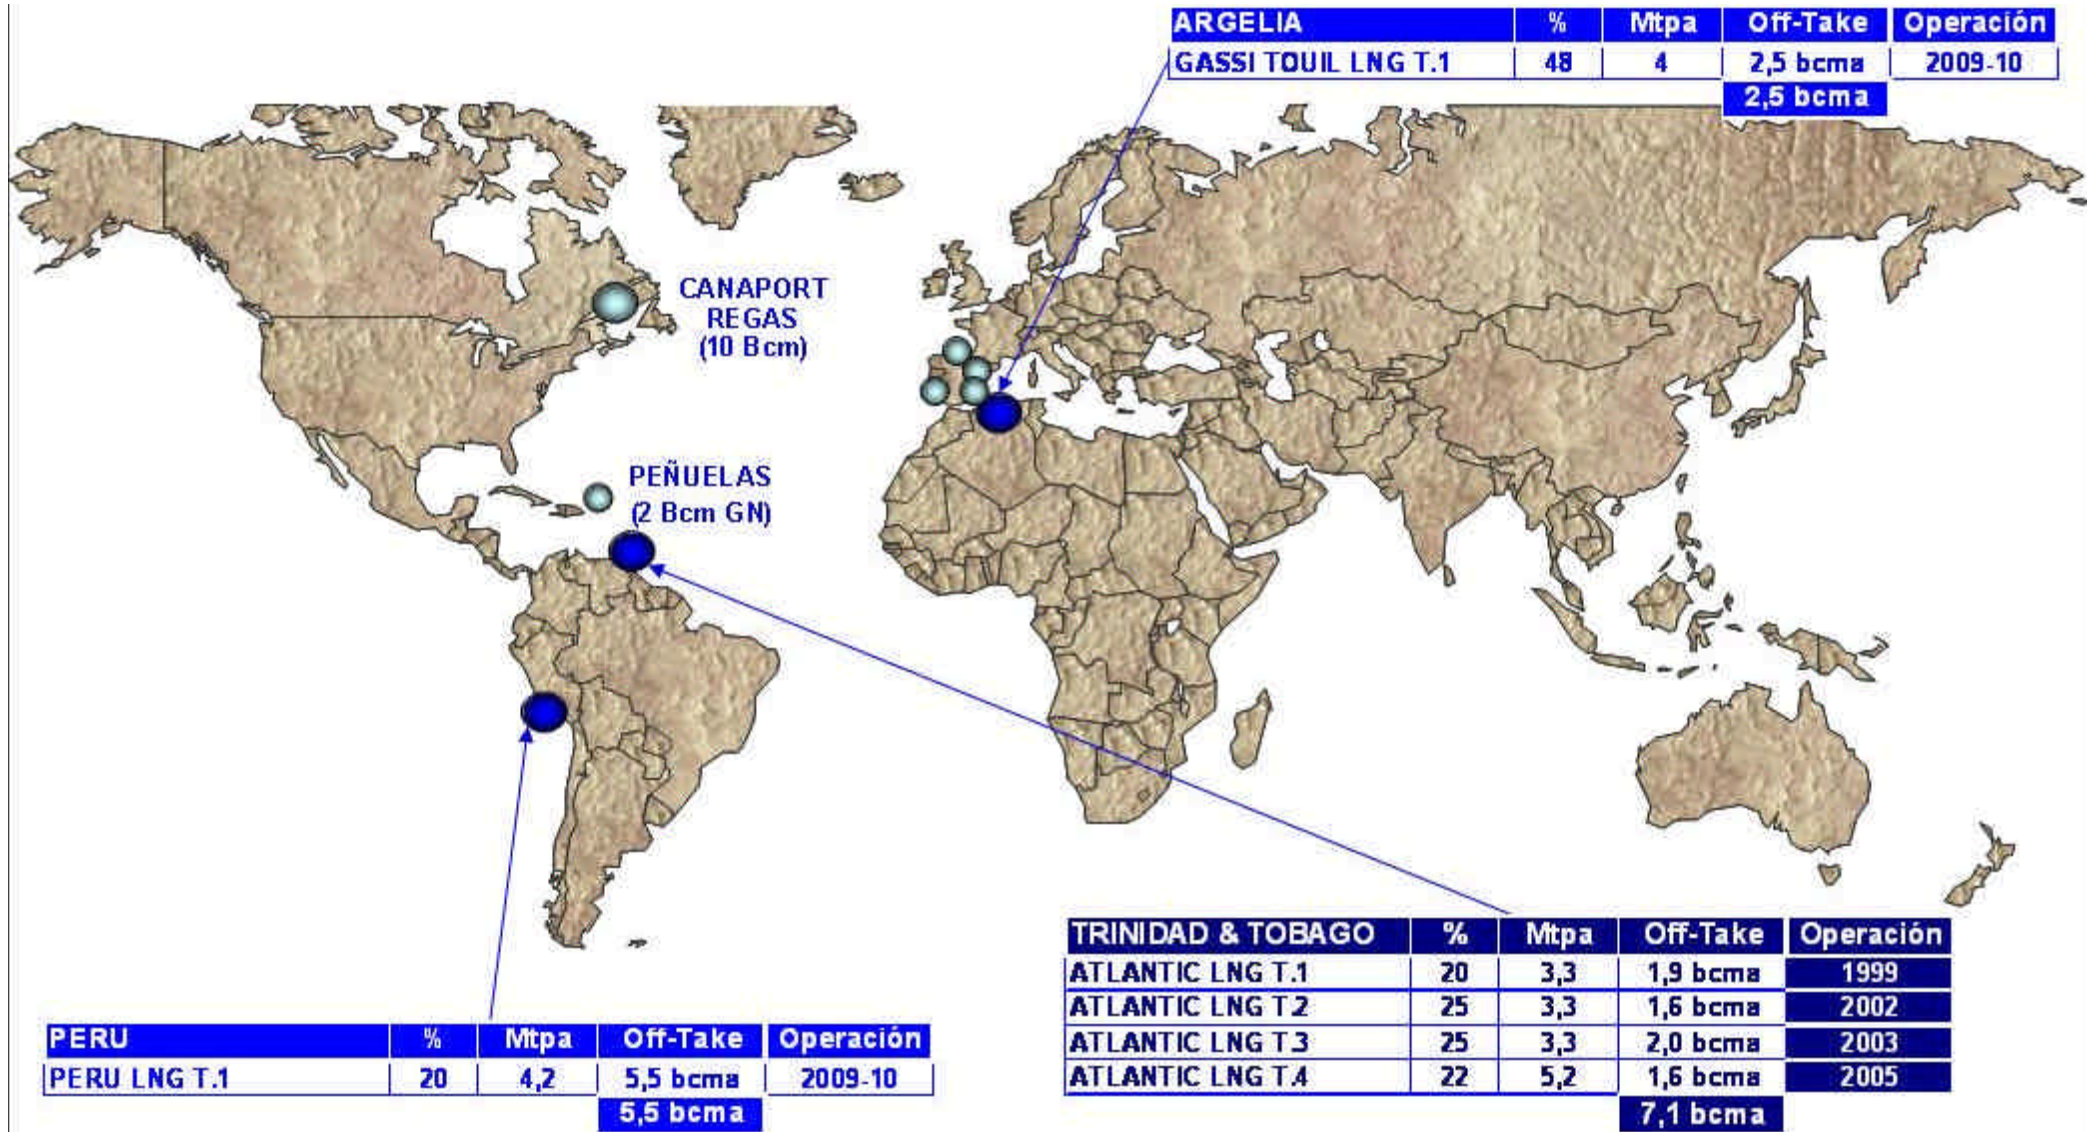 ARGELIA % Mtpa Off-Take Operación
GASSI TOUIL LNG T.1 48 4 2,5 bcma 2009-10
2,5 bcma
CANAPORT
REGAS
(10 Bcm)
PEÑUELAS
(2 Bcm GN)
TRINIDAD & TOBAGO % Mtpa Off-Take Operación
ATLANTIC LNG T.1 20 3,3 1,9 bcma 1999
ATLANTIC LNG T.2 25 3,3 1,6 bcma 2002
ATLANTIC LNG T.3 25 3,3 2,0 bcma 2003
ATLANTIC LNG T.4 22 5,2 1,6 bcma 2005
7,1 bcma
PERU % Mtpa Off-Take Operación
PERU LNG T.1 20 4,2 5,5 bcma 2009-10
5,5 bcma